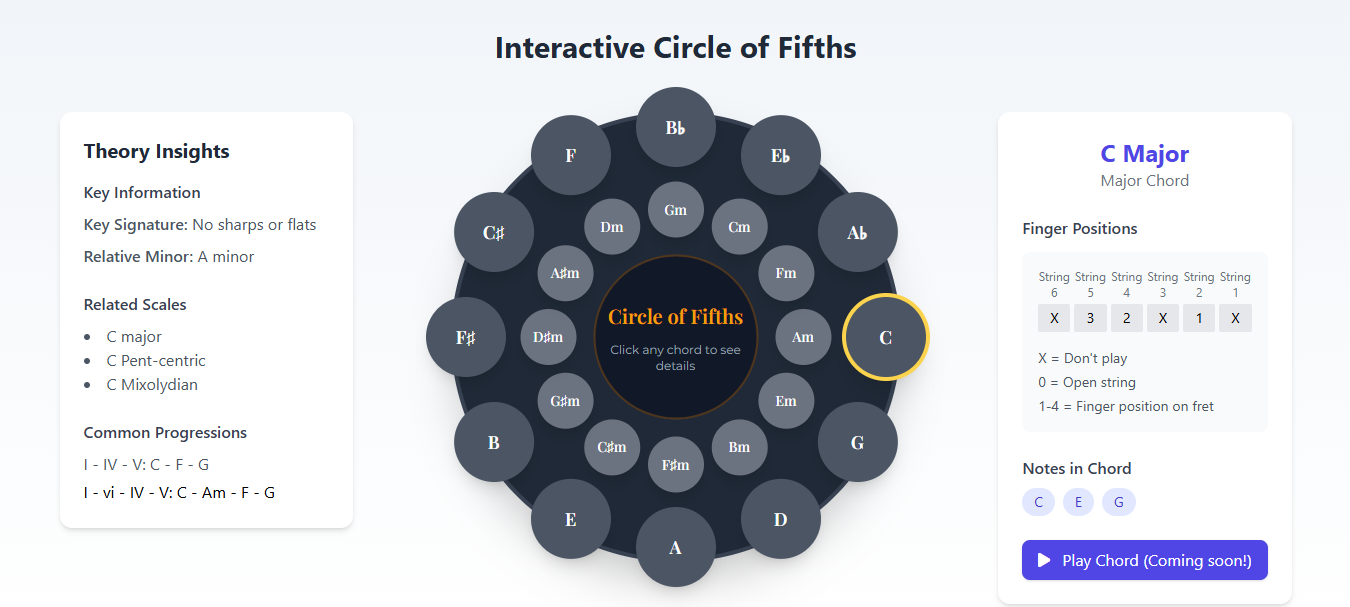 Interactive Circle of Fifths
Theory Insights
Key Information
Key Signature: No sharps or flats
Relative Minor: A minor
Related Scales
C major
C Pent-centric
C Mixolydian
Common Progressions
I - IV - V: C - F - G
I - vi - IV - V: C - Am - F - G
B♭
E♭
A♭
C
G
D
A
E
B
F♯
C♯
F
Gm
Cm
Fm
Am
Em
Bm
F♯m
C♯m
G♯m
D♯m
A♯m
Dm
Circle of Fifths
Click any chord to see
details
C Major
Major Chord
Finger Positions
String String String String String String
6 5 4 3 2 1
X 3 2 X 1 X
X = Don't play
0 = Open string
1-4 = Finger position on fret
Notes in Chord
C E G
Play Chord (Coming soon!)